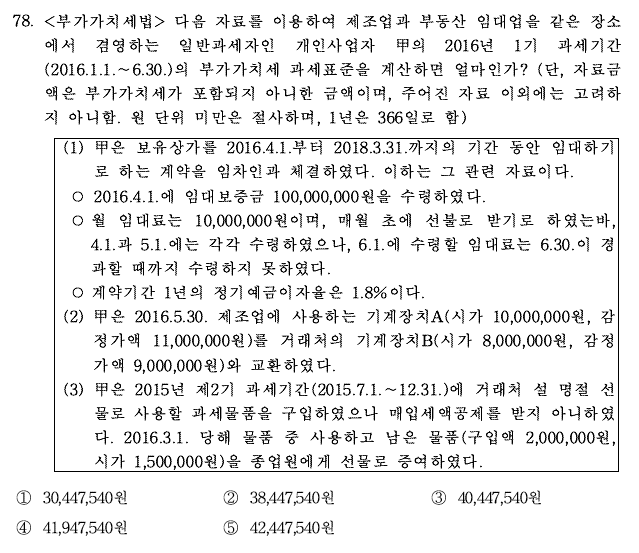 78. <부가가치세법> 다음 자료를 이용하여 제조업과 부동산 임대업을 같은 장소
에서 겸영하는 일반과세자인 개인사업자 甲의 2016년 1기 과세기간
(2016.1.1.~6.30.)의 부가가치세 과세표준을 계산하면 얼마인가? (단, 자료금
액은 부가가치세가 포함되지 아니한 금액이며, 주어진 자료 이외에는 고려하
지 아니함. 원 단위 미만은 절사하며, 1년은 366일로 함)
(1) 甲은 보유상가를 2016.4.1.부터 2018.3.31.까지의 기간 동안 임대하기
로 하는 계약을 임차인과 체결하였다. 이하는 그 관련 자료이다.
○ 2016.4.1.에 임대보증금 100,000,000원을 수령하였다.
○ 월 임대료는 10,000,000원이며, 매월 초에 선불로 받기로 하였는바,
4.1.과 5.1.에는 각각 수령하였으나, 6.1.에 수령할 임대료는 6.30.이 경
과할 때까지 수령하지 못하였다.
○ 계약기간 1년의 정기예금이자율은 1.8%이다.
(2) 甲은 2016.5.30. 제조업에 사용하는 기계장치A(시가 10,000,000원, 감
정가액 11,000,000원)를 거래처의 기계장치B(시가 8,000,000원, 감정
가액 9,000,000원)와 교환하였다.
(3) 甲은 2015년 제2기 과세기간(2015.7.1.~12.31.)에 거래처 설 명절 선
물로 사용할 과세물품을 구입하였으나 매입세액공제를 받지 아니하였
다. 2016.3.1. 당해 물품 중 사용하고 남은 물품(구입액 2,000,000원,
시가 1,500,000원)을 종업원에게 선물로 증여하였다.
① 30,447,540원 ② 38,447,540원 ③ 40,447,540원
④ 41,947,540원 ⑤ 42,447,540원